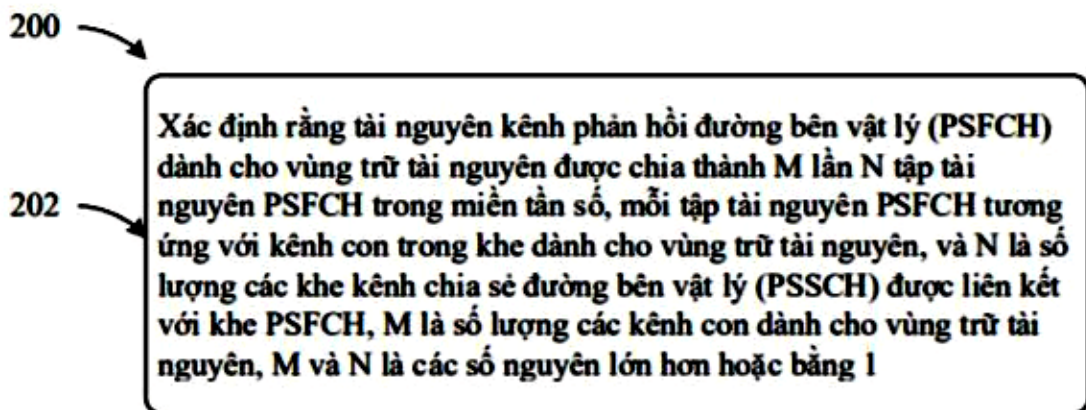 200
Xác định rằng tài nguyên kênh phản hồi đường bên vật lý (PSFCH)
dành cho vùng trữ tài nguyên được chia thành M lần N tập tài
202
nguyên PSFCH trong miền tần số, mỗi tập tài nguyên PSFCH tương
ứng với kênh con trong khe dành cho vùng trữ tài nguyên, và N là số
lượng các khe kênh chia sẻ đường bên vật lý (PSSCH) được liên kết
với khe PSFCH, M là số lượng các kênh con dành cho vùng trữ tài
nguyên, M và N là các số nguyên lớn hơn hoặc bằng 1